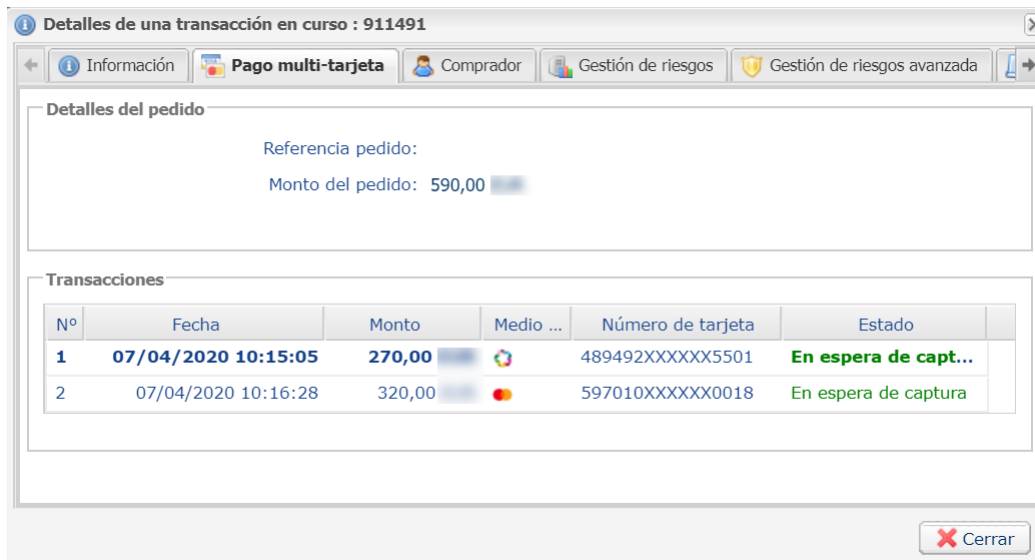 Detalles de una transacción en curso : 911491
Información Pago multi-tarjeta Comprador Gestión de riesgos Gestión de riesgos avanzada
Detalles del pedido
Referencia pedido:
Monto del pedido: 590,00
Transacciones
Nº Fecha Monto Medio ... Número de tarjeta Estado
1 07/04/2020 10:15:05 270,00 489492XXXXXX5501 En espera de capt...
2 07/04/2020 10:16:28 320,00 597010XXXXXX0018 En espera de captura
Cerrar